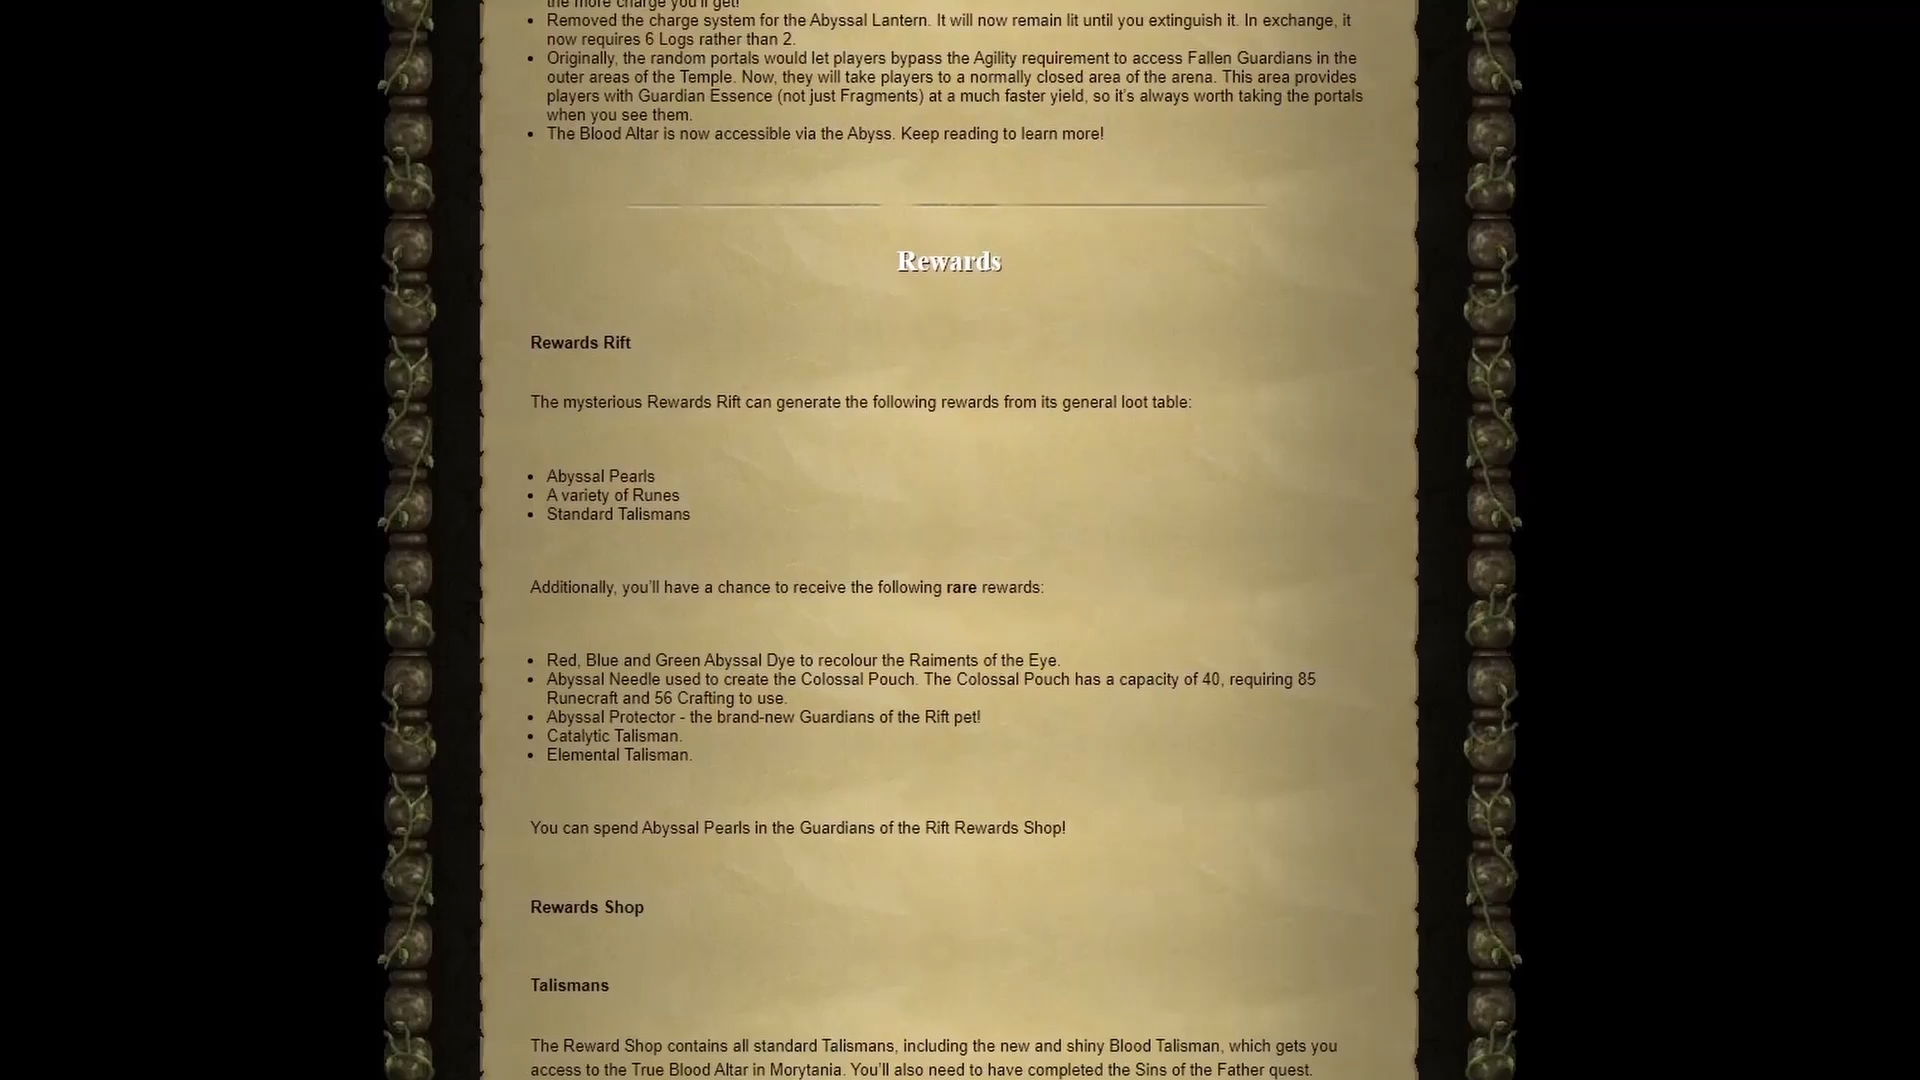 the more charge you'll get!
• Removed the charge system for the Abyssal Lantern. It will now remain lit until you extinguish it. In exchange, it
now requires 6 Logs rather than 2.
• Originally, the random portals would let players bypass the Agility requirement to access Fallen Guardians in the
outer areas of the Temple. Now, they will take players to a normally closed area of the arena. This area provides
players with Guardian Essence (not just Fragments) at a much faster yield, so it's always worth taking the portals
when you see them.
• The Blood Altar is now accessible via the Abyss. Keep reading to learn more!
Rewards
Rewards Rift
The mysterious Rewards Rift can generate the following rewards from its general loot table:
• Abyssal Pearls
• A variety of Runes
• Standard Talismans
Additionally, you'll have a chance to receive the following rare rewards:
• Red, Blue and Green Abyssal Dye to recolour the Raiments of the Eye.
• Abyssal Needle used to create the Colossal Pouch. The Colossal Pouch has a capacity of 40, requiring 85
Runecraft and 56 Crafting to use.
• Abyssal Protector - the brand-new Guardians of the Rift pet!
• Catalytic Talisman.
• Elemental Talisman.
You can spend Abyssal Pearls in the Guardians of the Rift Rewards Shop!
Rewards Shop
Talismans
The Reward Shop contains all standard Talismans, including the new and shiny Blood Talisman, which gets you
access to the True Blood Altar in Morytania. You'll also need to have completed the Sins of the Father quest.